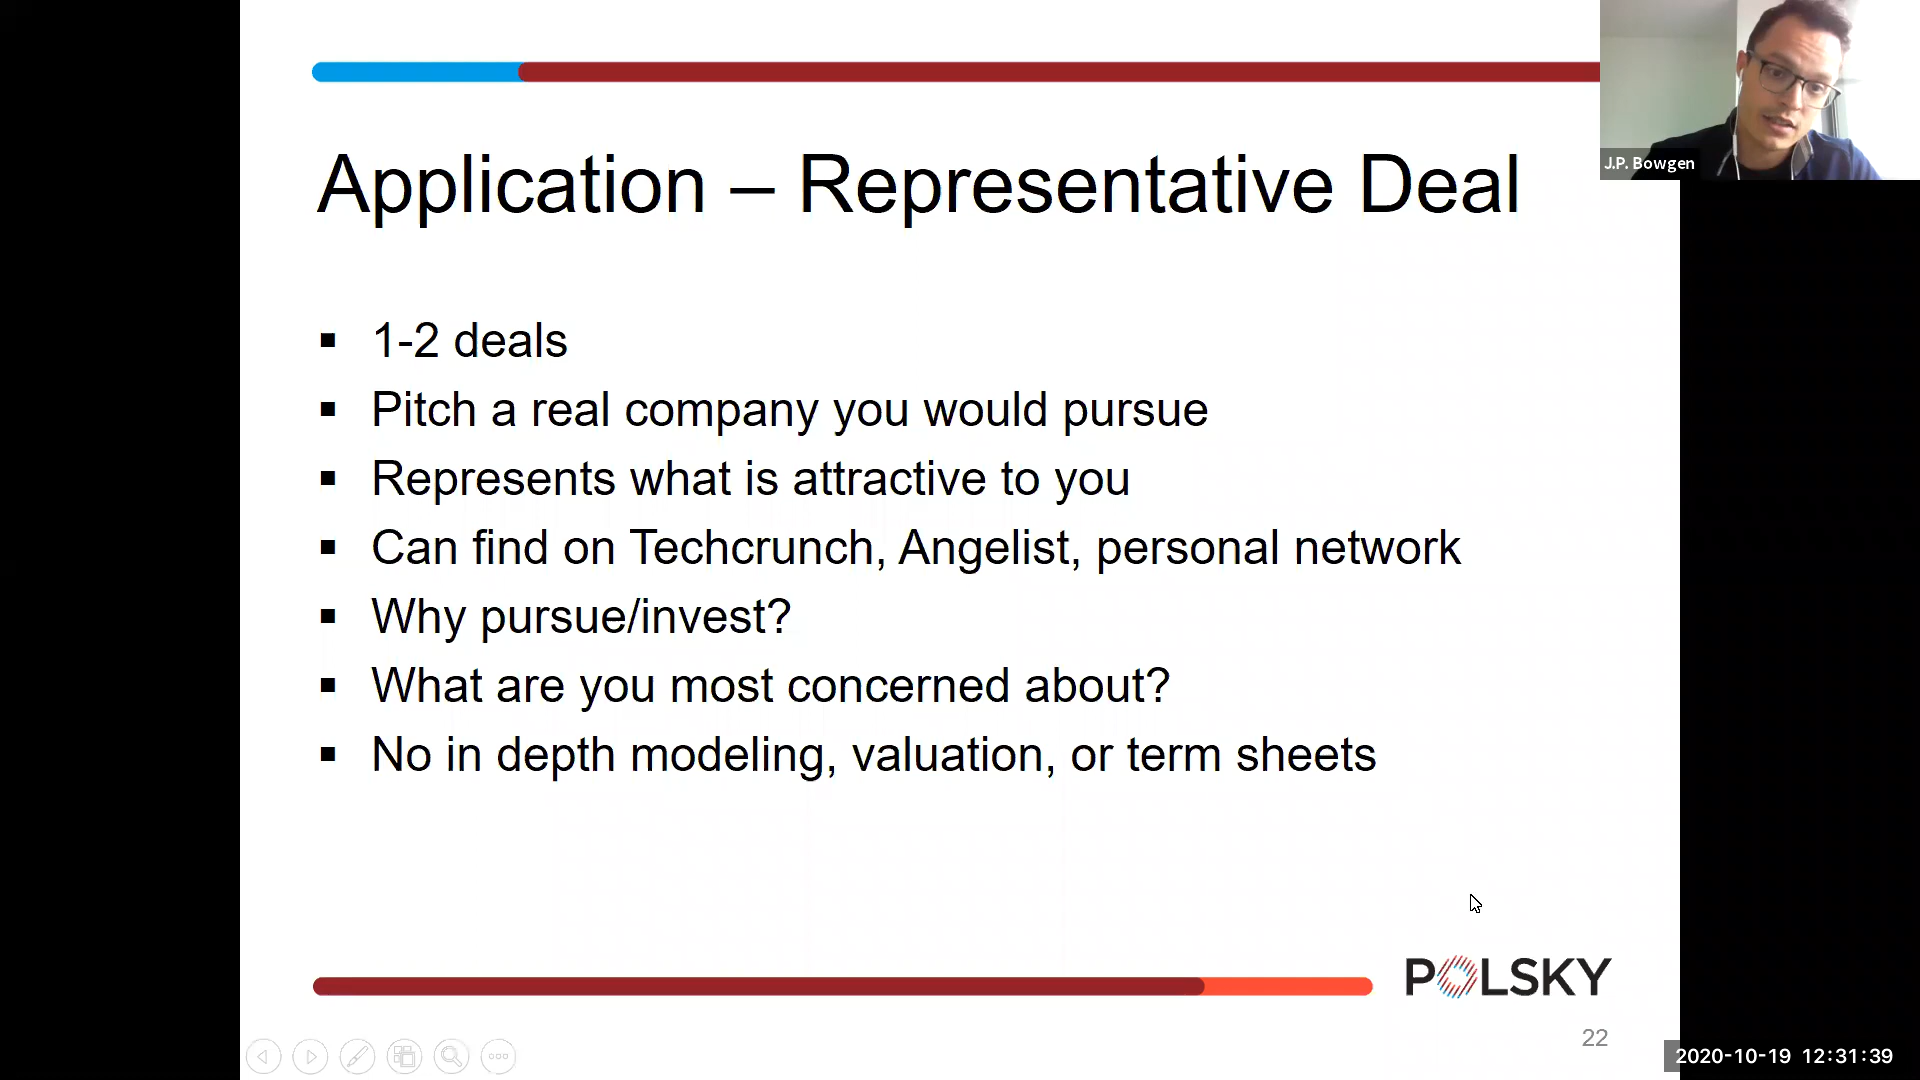 Application – Representative Deal
J.P. Bowgen
1-2 deals
Pitch a real company you would pursue
Represents what is attractive to you
Can find on Techcrunch, Angelist, personal network
Why pursue/invest?
What are you most concerned about?
No in depth modeling, valuation, or term sheets
POLSKY
22
2020-10-19 12:31:39